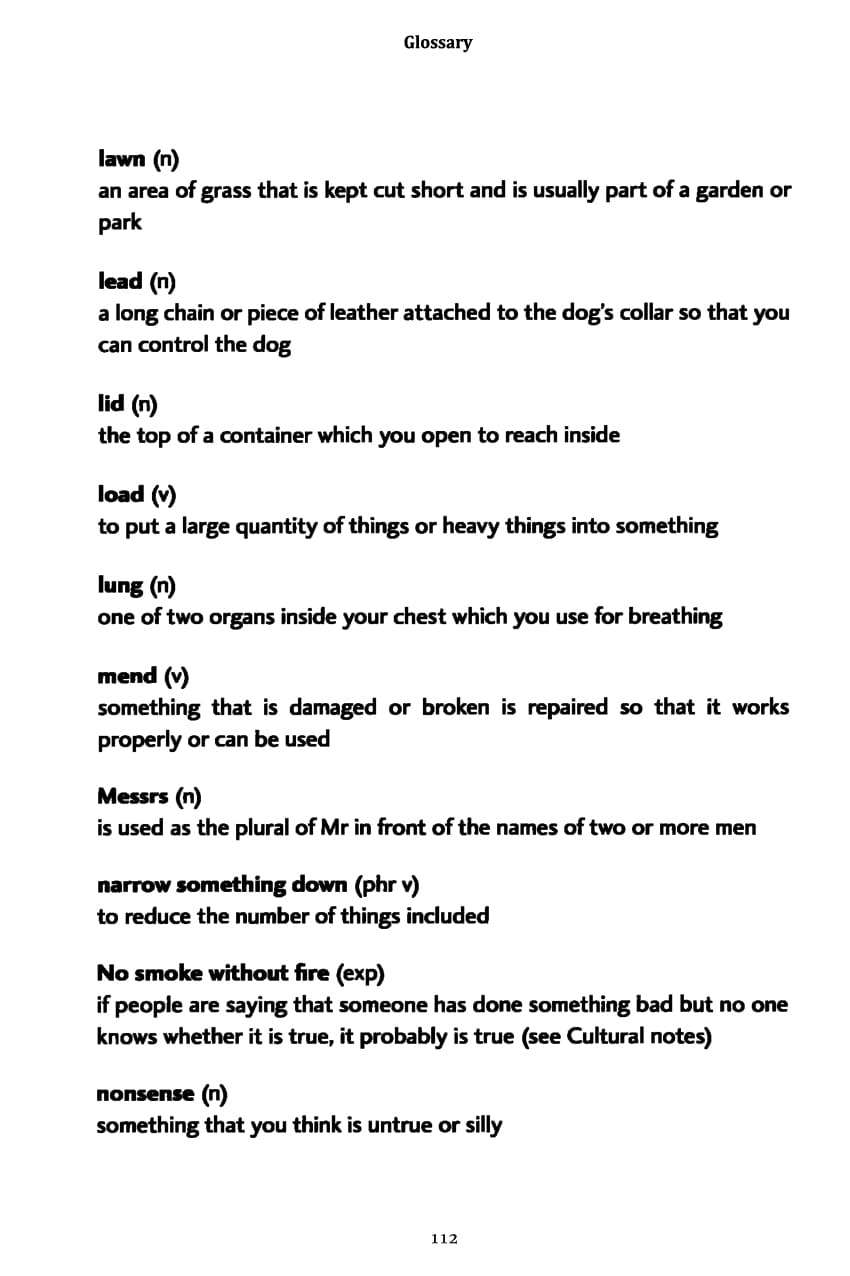 Glossary
lawn (n)
an area of grass that is kept cut short and is usually part of a garden or
park
lead (n)
a long chain or piece of leather attached to the dog's collar so that you
can control the dog
lid (n)
the top of a container which you open to reach inside
load (v)
to put a large quantity of things or heavy things into something
lung (n)
one of two organs inside your chest which you use for breathing
mend (v)
something that is damaged or broken is repaired so that it works
properly or can be used
Messrs (n)
is used as the plural of Mr in front of the names of two or more men
narrow something down (phr v)
to reduce the number of things included
No smoke without fire (exp)
if people are saying that someone has done something bad but no one
knows whether it is true, it probably is true (see Cultural notes)
nonsense (n)
something that you think is untrue or silly
112